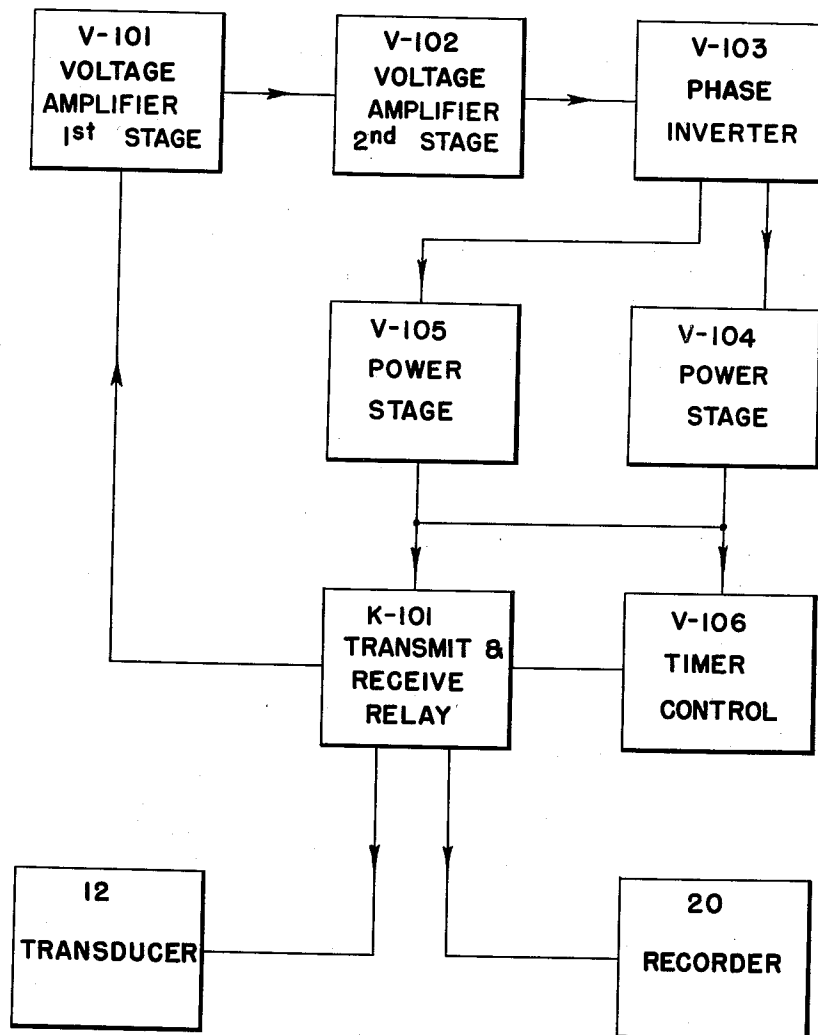 V-101
VOLTAGE
AMPLIFIER
1st STAGE
V-102
VOLTAGE
AMPLIFIER
2nd STAGE
V-103
PHASE
INVERTER
V-105
POWER
STAGE
V-104
POWER
STAGE
K-101
TRANSMIT &
RECEIVE
RELAY
V-106
TIMER
CONTROL
12
TRANSDUCER
20
RECORDER